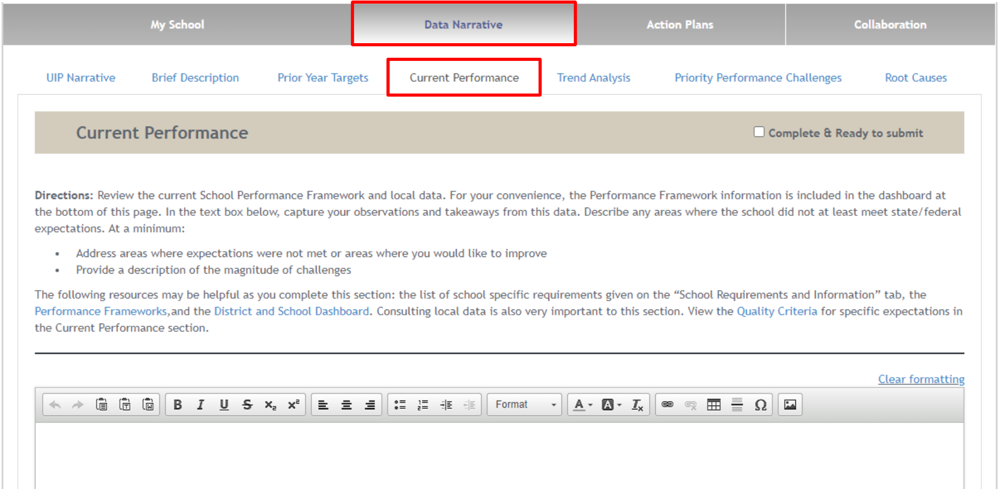 My School Data Narrative Action Plans Collaboration
UIP Narrative Brief Description Prior Year Targets Current Performance Trend Analysis Priority Performance Challenges Root Causes
Current Performance Complete & Ready to submit
Directions: Review the current School Performance Framework and local data. For your convenience, the Performance Framework information is included in the dashboard at
the bottom of this page. In the text box below, capture your observations and takeaways from this data. Describe any areas where the school did not at least meet state/federal
expectations. At a minimum:
• Address areas where expectations were not met or areas where you would like to improve
• Provide a description of the magnitude of challenges
The following resources may be helpful as you complete this section: the list of school specific requirements given on the “School Requirements and Information” tab, the
Performance Frameworks,and the District and School Dashboard. Consulting local data is also very important to this section. View the Quality Criteria for specific expectations in
the Current Performance section.
Clear formatting
B I U S x₂ x² Format A A Tx Ω